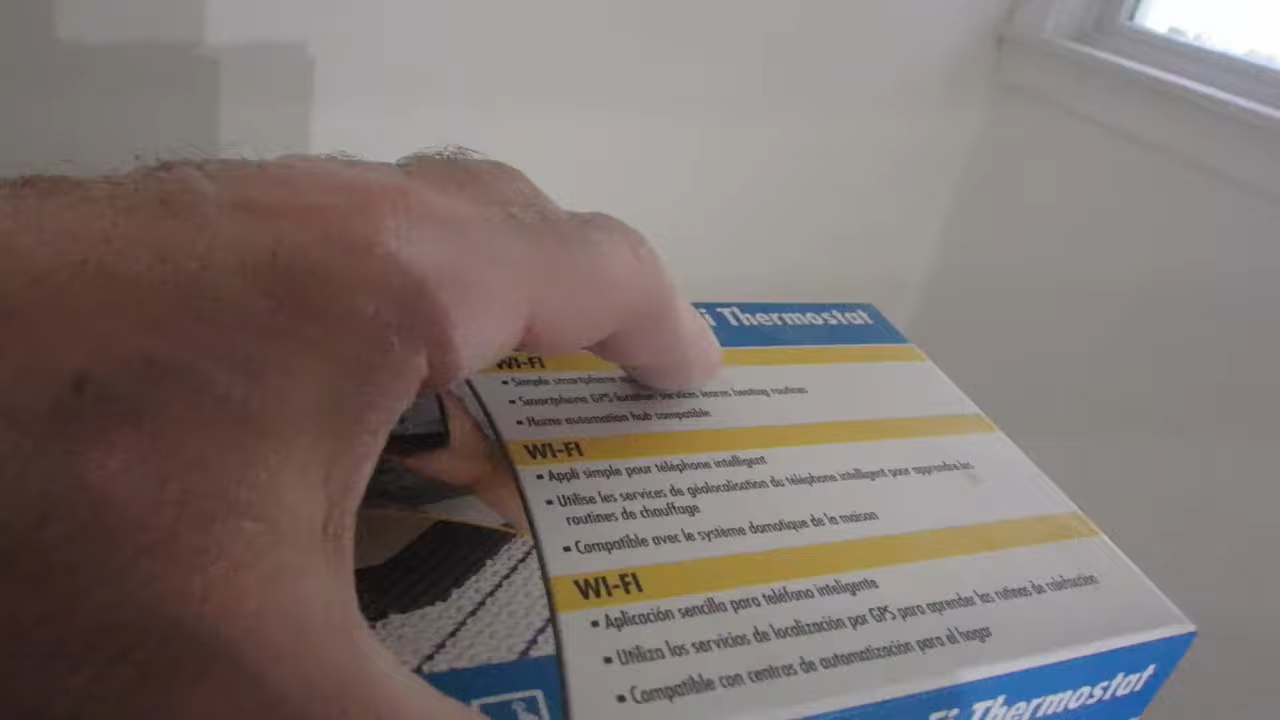 i Thermostat
WI-FI
▪ Simple smartphone
▪ Smartphone GPS location services learns heating routines
▪ Home automation hub compatible
WI-FI
▪ Appli simple pour téléphone intelligent
▪ Utilise les services de géolocalisation du téléphone intelligent pour apprendre les
routines de chauffage
▪ Compatible avec le système domotique de la maison
WI-FI
▪ Aplicación sencilla para teléfono inteligente
▪ Utiliza los servicios de localización por GPS para aprender las rutinas de calefacción
▪ Compatible con centros de automatización para el hogar
Fi Thermostat